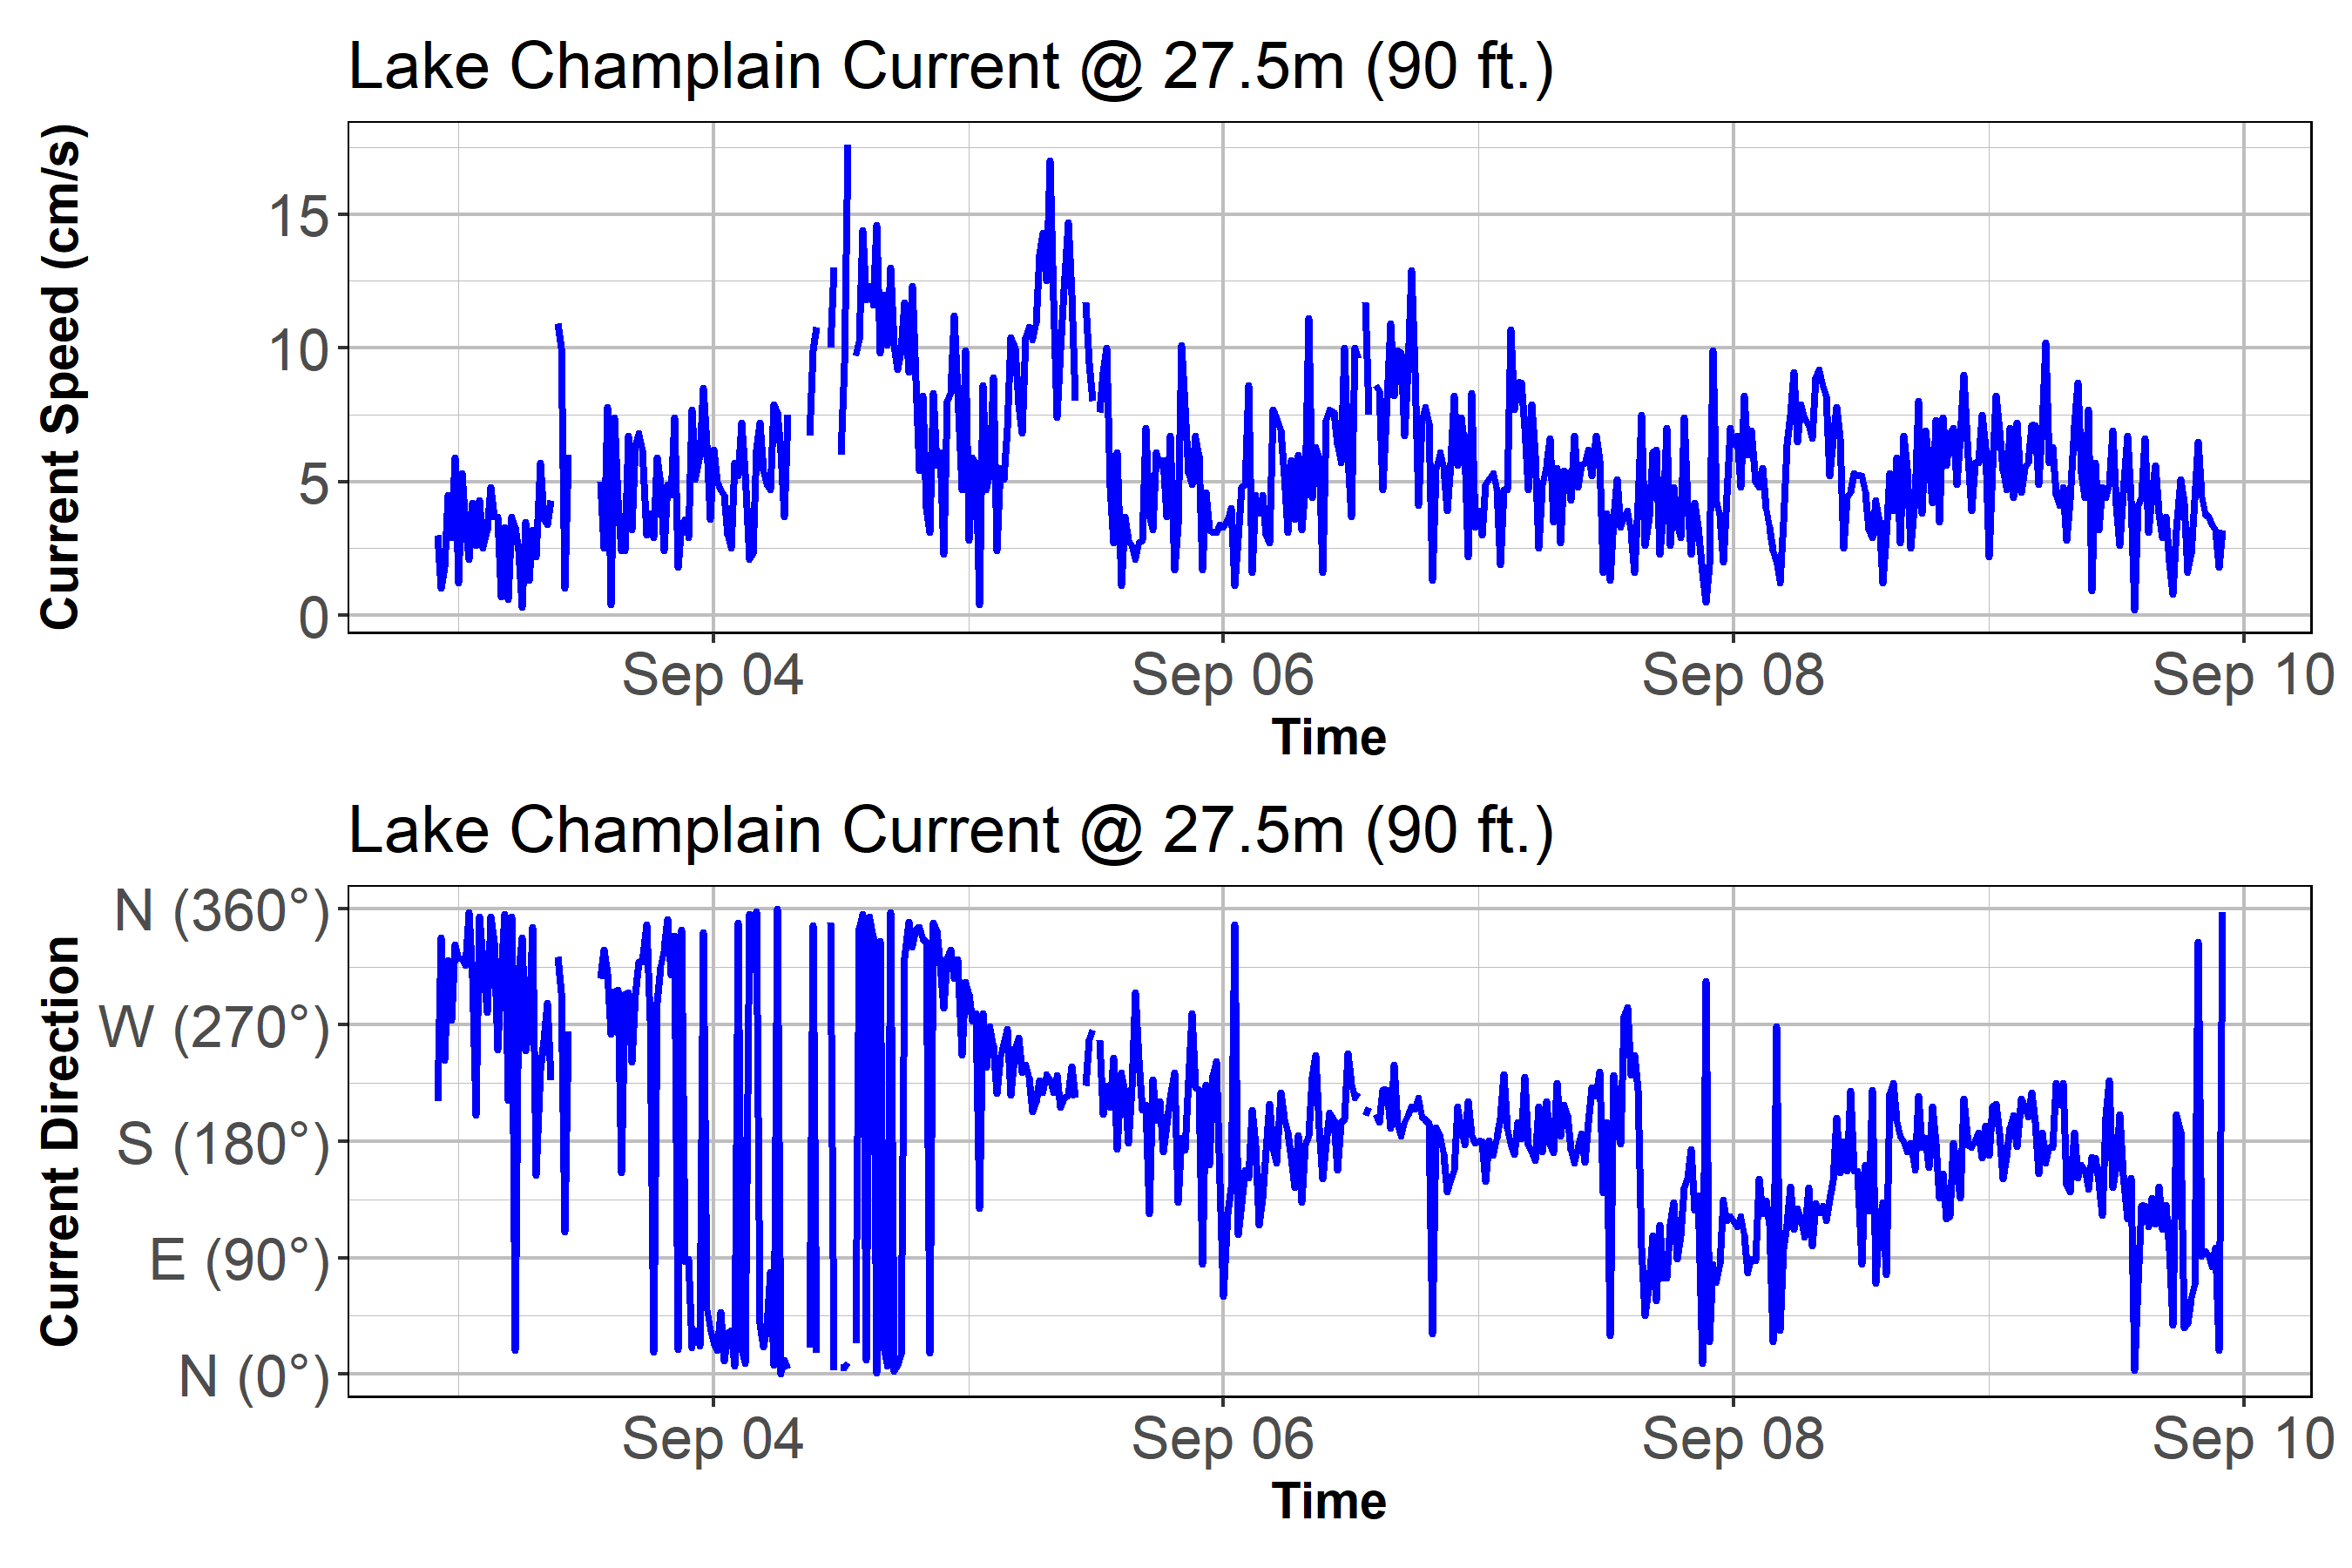 Lake Champlain Current @ 27.5m (90 ft.)
Current Speed (cm/s)
15
10
5
0
Sep 04 Sep 06 Sep 08 Sep 10
Time
Lake Champlain Current @ 27.5m (90 ft.)
Current Direction
N (360°)
W (270°)
S (180°)
E (90°)
N (0°)
Sep 04 Sep 06 Sep 08 Sep 10
Time